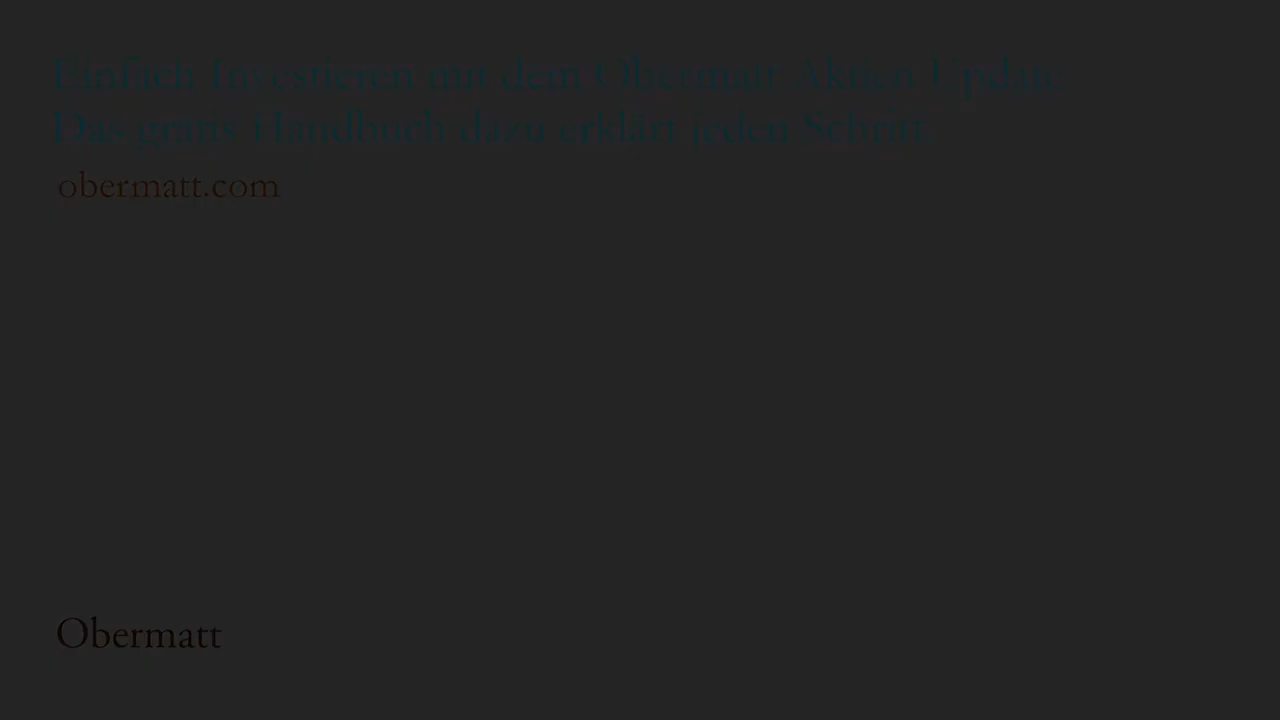 Einfach Investieren mit dem Obermatt Aktien Update
Das gratis Handbuch dazu erklärt jeden Schritt.
obermatt.com
Obermatt